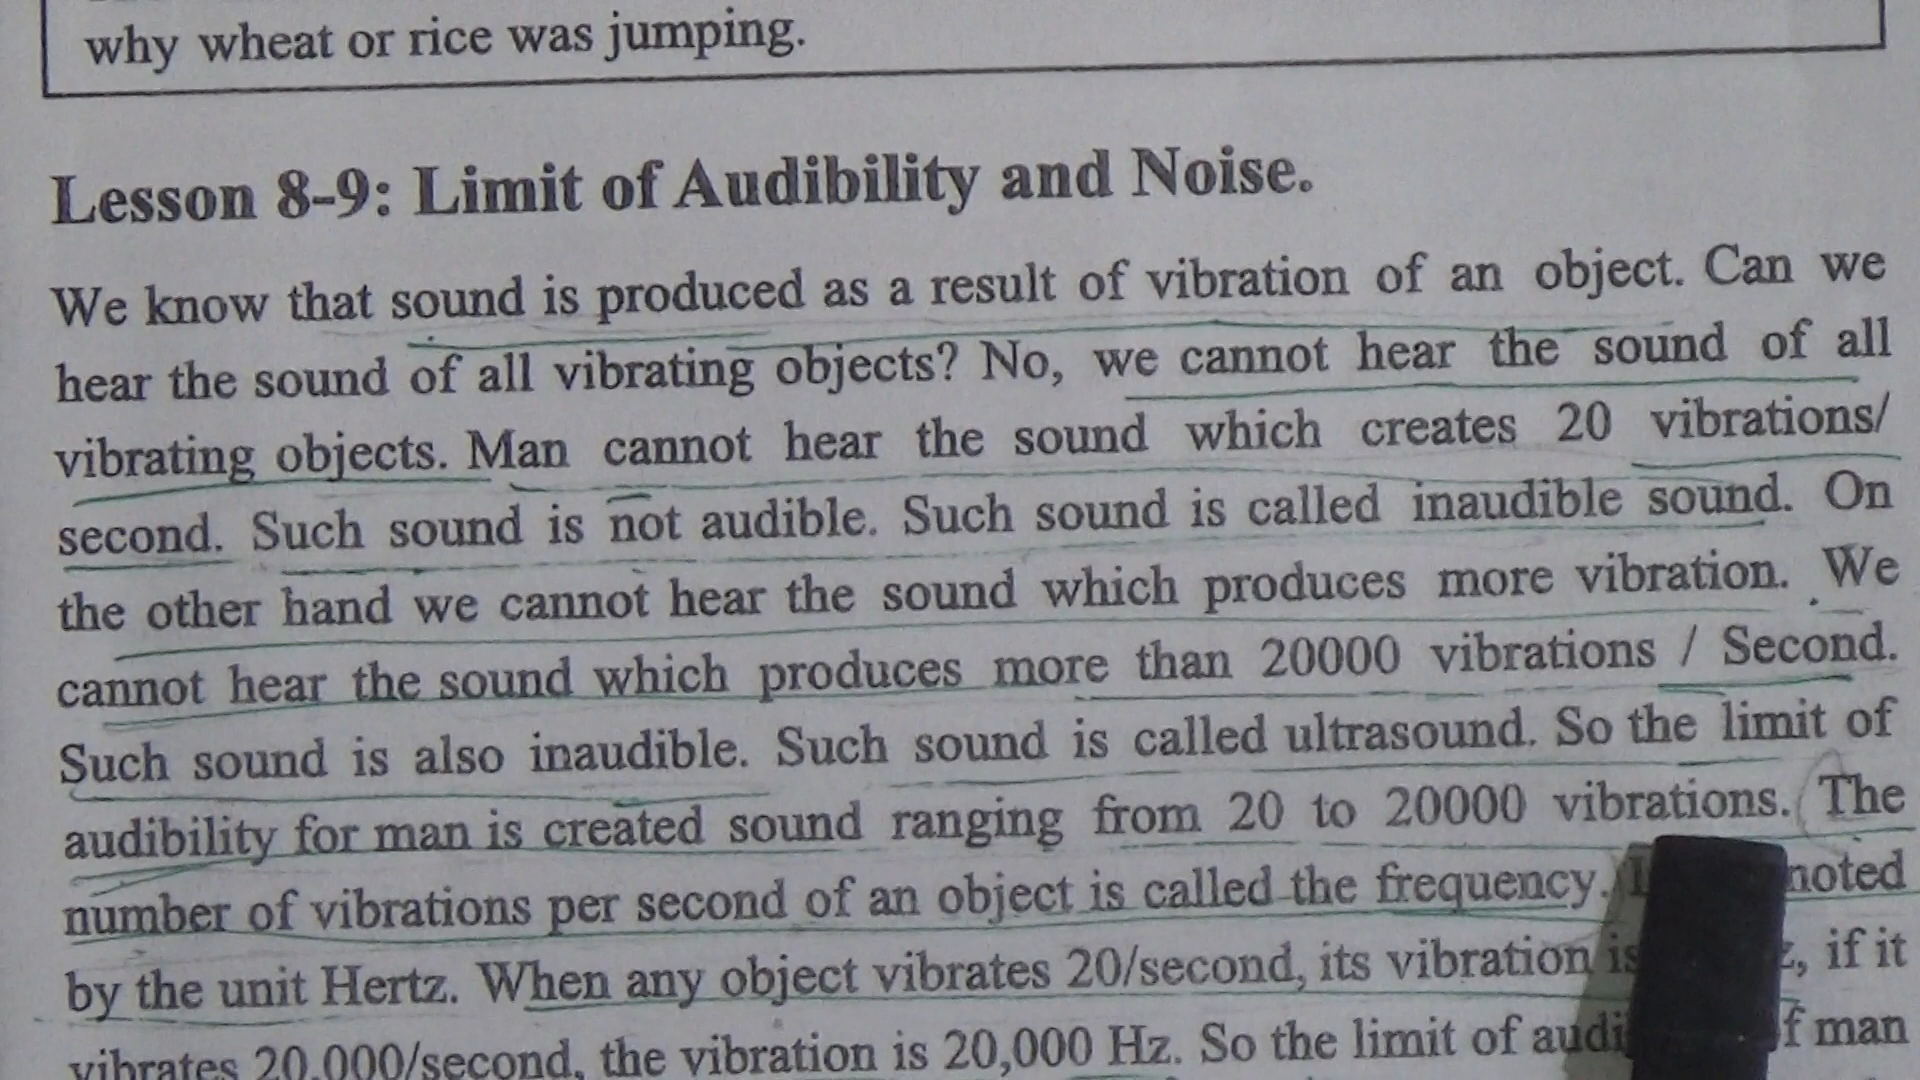 why wheat or rice was jumping.
Lesson 8-9: Limit of Audibility and Noise.
We know that sound is produced as a result of vibration of an object. Can we
hear the sound of all vibrating objects? No, we cannot hear the sound of all
vibrating objects. Man cannot hear the sound which creates 20 vibrations/
second. Such sound is not audible. Such sound is called inaudible sound. On
the other hand we cannot hear the sound which produces more vibration. We
cannot hear the sound which produces more than 20000 vibrations / Second.
Such sound is also inaudible. Such sound is called ultrasound. So the limit of
audibility for man is created sound ranging from 20 to 20000 vibrations. The
number of vibrations per second of an object is called the frequency. noted
by the unit Hertz. When any object vibrates 20/second, its vibration is if it
vibrates 20,000/second, the vibration is 20,000 Hz. So the limit of man